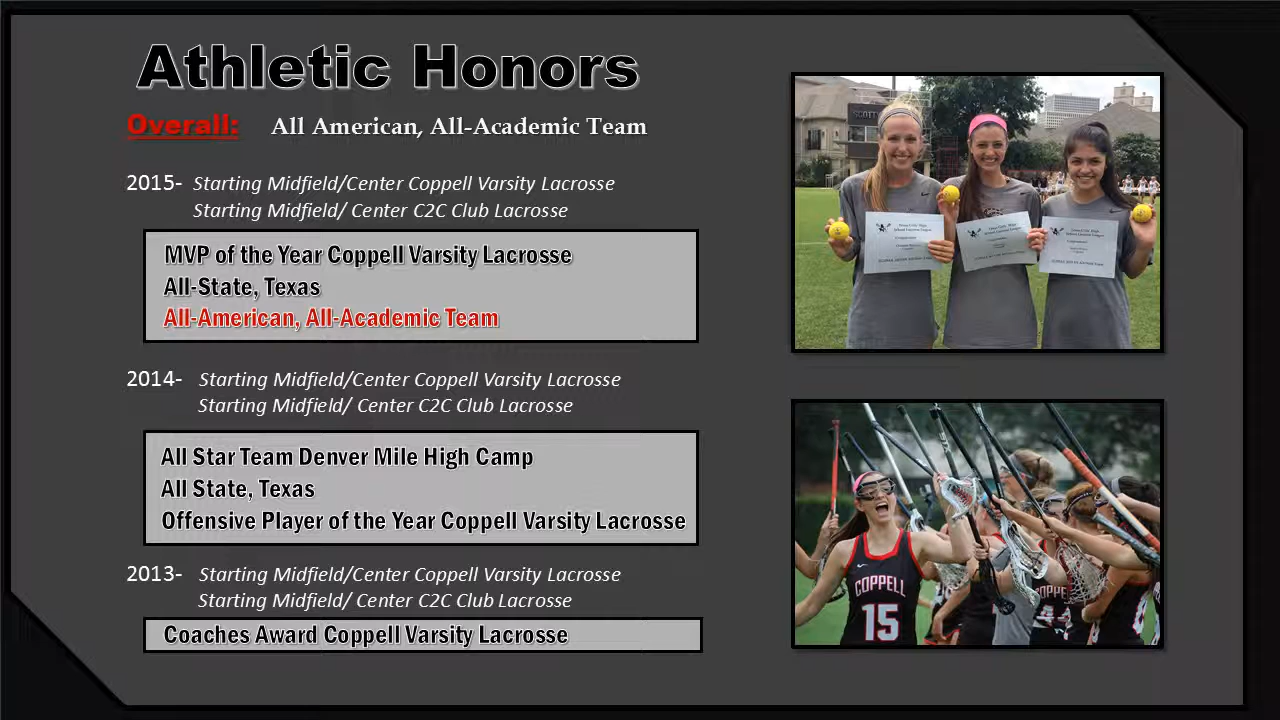 Athletic Honors
Overall: All American, All-Academic Team
2015- Starting Midfield/Center Coppell Varsity Lacrosse
Starting Midfield/ Center C2C Club Lacrosse
MVP of the Year Coppell Varsity Lacrosse
All-State, Texas
All-American, All-Academic Team
2014- Starting Midfield/Center Coppell Varsity Lacrosse
Starting Midfield/ Center C2C Club Lacrosse
All Star Team Denver Mile High Camp
All State, Texas
Offensive Player of the Year Coppell Varsity Lacrosse
2013- Starting Midfield/Center Coppell Varsity Lacrosse
Starting Midfield/ Center C2C Club Lacrosse
Coaches Award Coppell Varsity Lacrosse
COPPELL
15